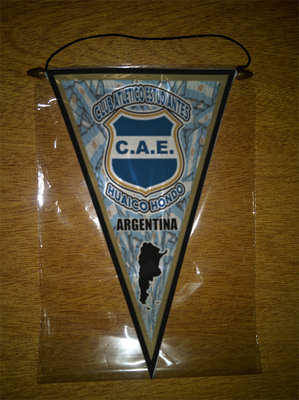 CLUB ATLETICO ESTUDIANTES
C.A.E.
HUAICO HONDO
ARGENTINA